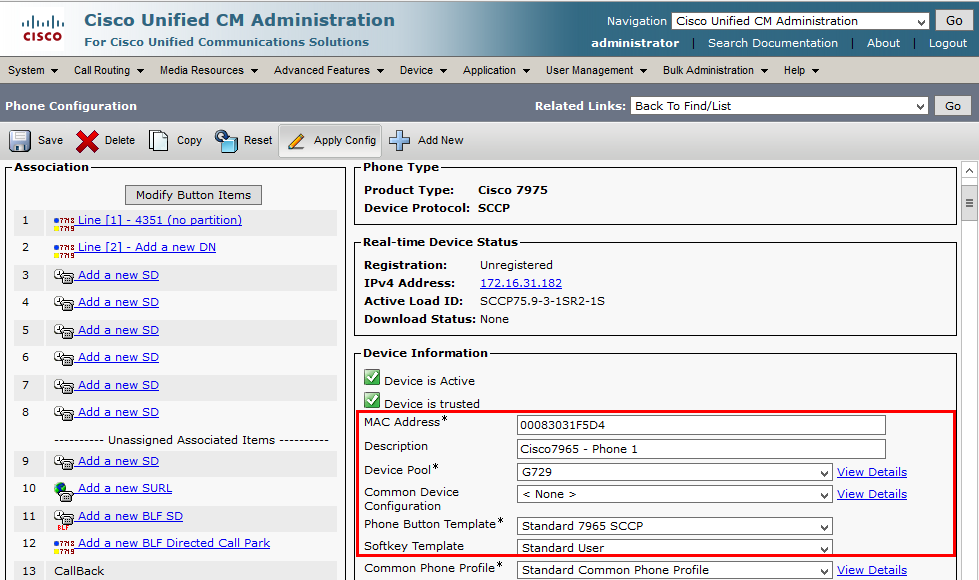 CISCO
Cisco Unified CM Administration
For Cisco Unified Communications Solutions
Navigation Cisco Unified CM Administration Go
administrator | Search Documentation | About | Logout
System Call Routing Media Resources Advanced Features Device Application User Management Bulk Administration Help
Phone Configuration
Related Links: Back To Find/List Go
Save Delete Copy Reset Apply Config Add New
Association
Modify Button Items
1 Line [1] - 4351 (no partition)
2 Line [2] - Add a new DN
3 Add a new SD
4 Add a new SD
5 Add a new SD
6 Add a new SD
7 Add a new SD
8 Add a new SD
---------- Unassigned Associated Items ----------
9 Add a new SD
10 Add a new SURL
11 Add a new BLF SD
12 Add a new BLF Directed Call Park
13 CallBack
Phone Type
Product Type: Cisco 7975
Device Protocol: SCCP
Real-time Device Status
Registration: Unregistered
IPv4 Address: 172.16.31.182
Active Load ID: SCCP75.9-3-1SR2-1S
Download Status: None
Device Information
Device is Active
Device is trusted
MAC Address* 00083031F5D4
Description Cisco7965 - Phone 1
Device Pool* G729 View Details
Common Device Configuration < None > View Details
Phone Button Template* Standard 7965 SCCP
Softkey Template Standard User
Common Phone Profile* Standard Common Phone Profile View Details